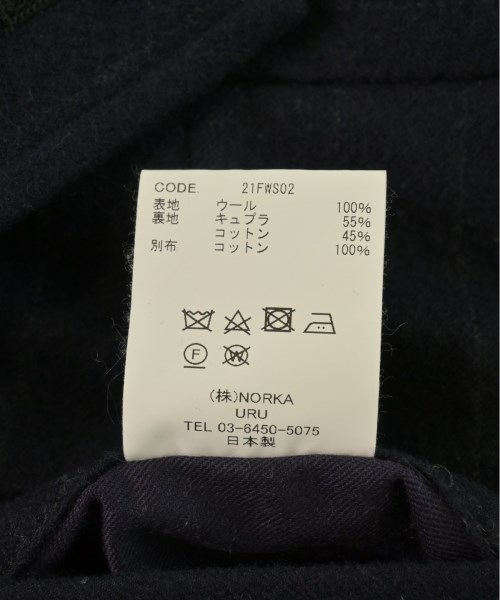 CODE. 21FWS02
表地 ウール 100%
裏地 キュプラ 55%
コットン 45%
別布 コットン 100%
F W
(株)NORKA
URU
TEL 03-6450-5075
日本製